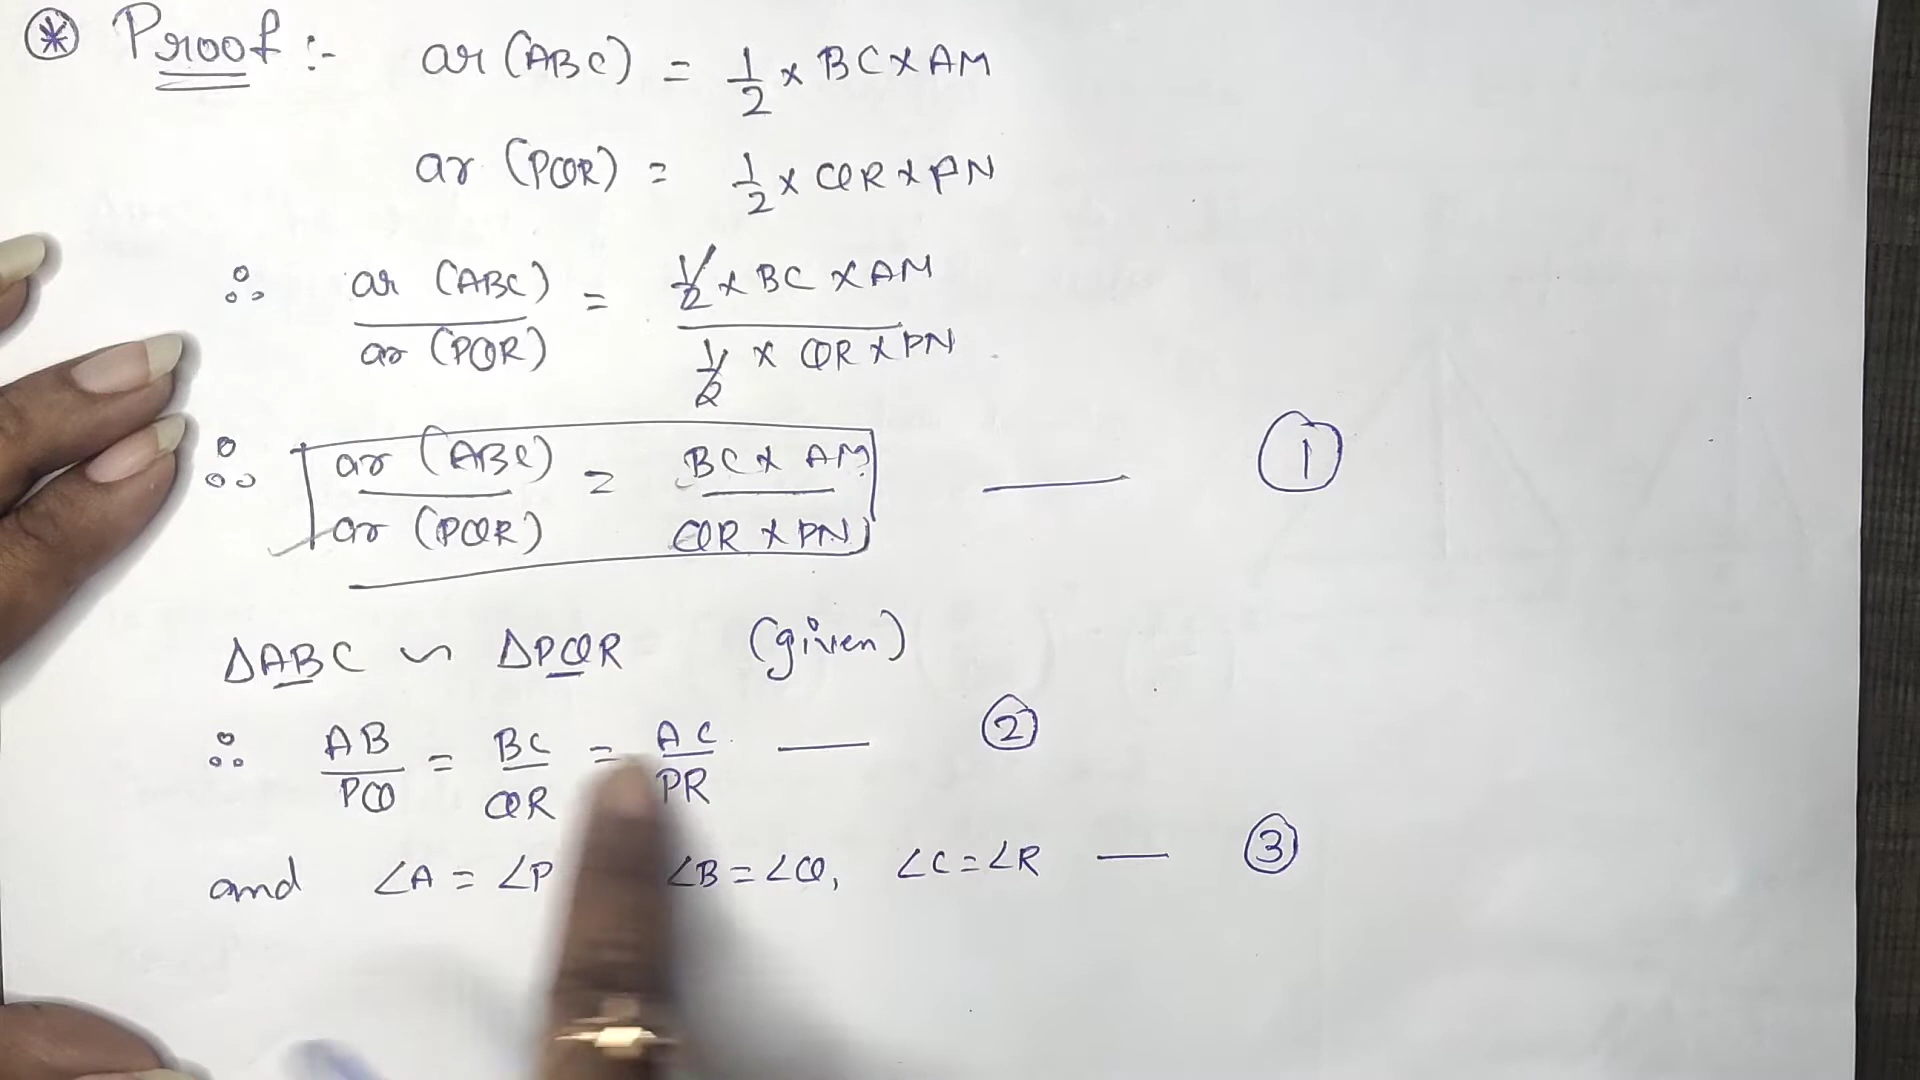 * Proof :- ar (ABC) = 1/2 × BC × AM
ar (PQR) = 1/2 × QR × PN
∴ ar (ABC) / ar (PQR) = 1/2 × BC × AM / 1/2 × QR × PN
∴ ar (ABC) / ar (PQR) = BC × AM / QR × PN — 1
ΔABC ~ ΔPQR (given)
∴ AB/PQ = BC/QR = AC/PR — 2
and ∠A = ∠P ∠B = ∠Q, ∠C = ∠R — 3